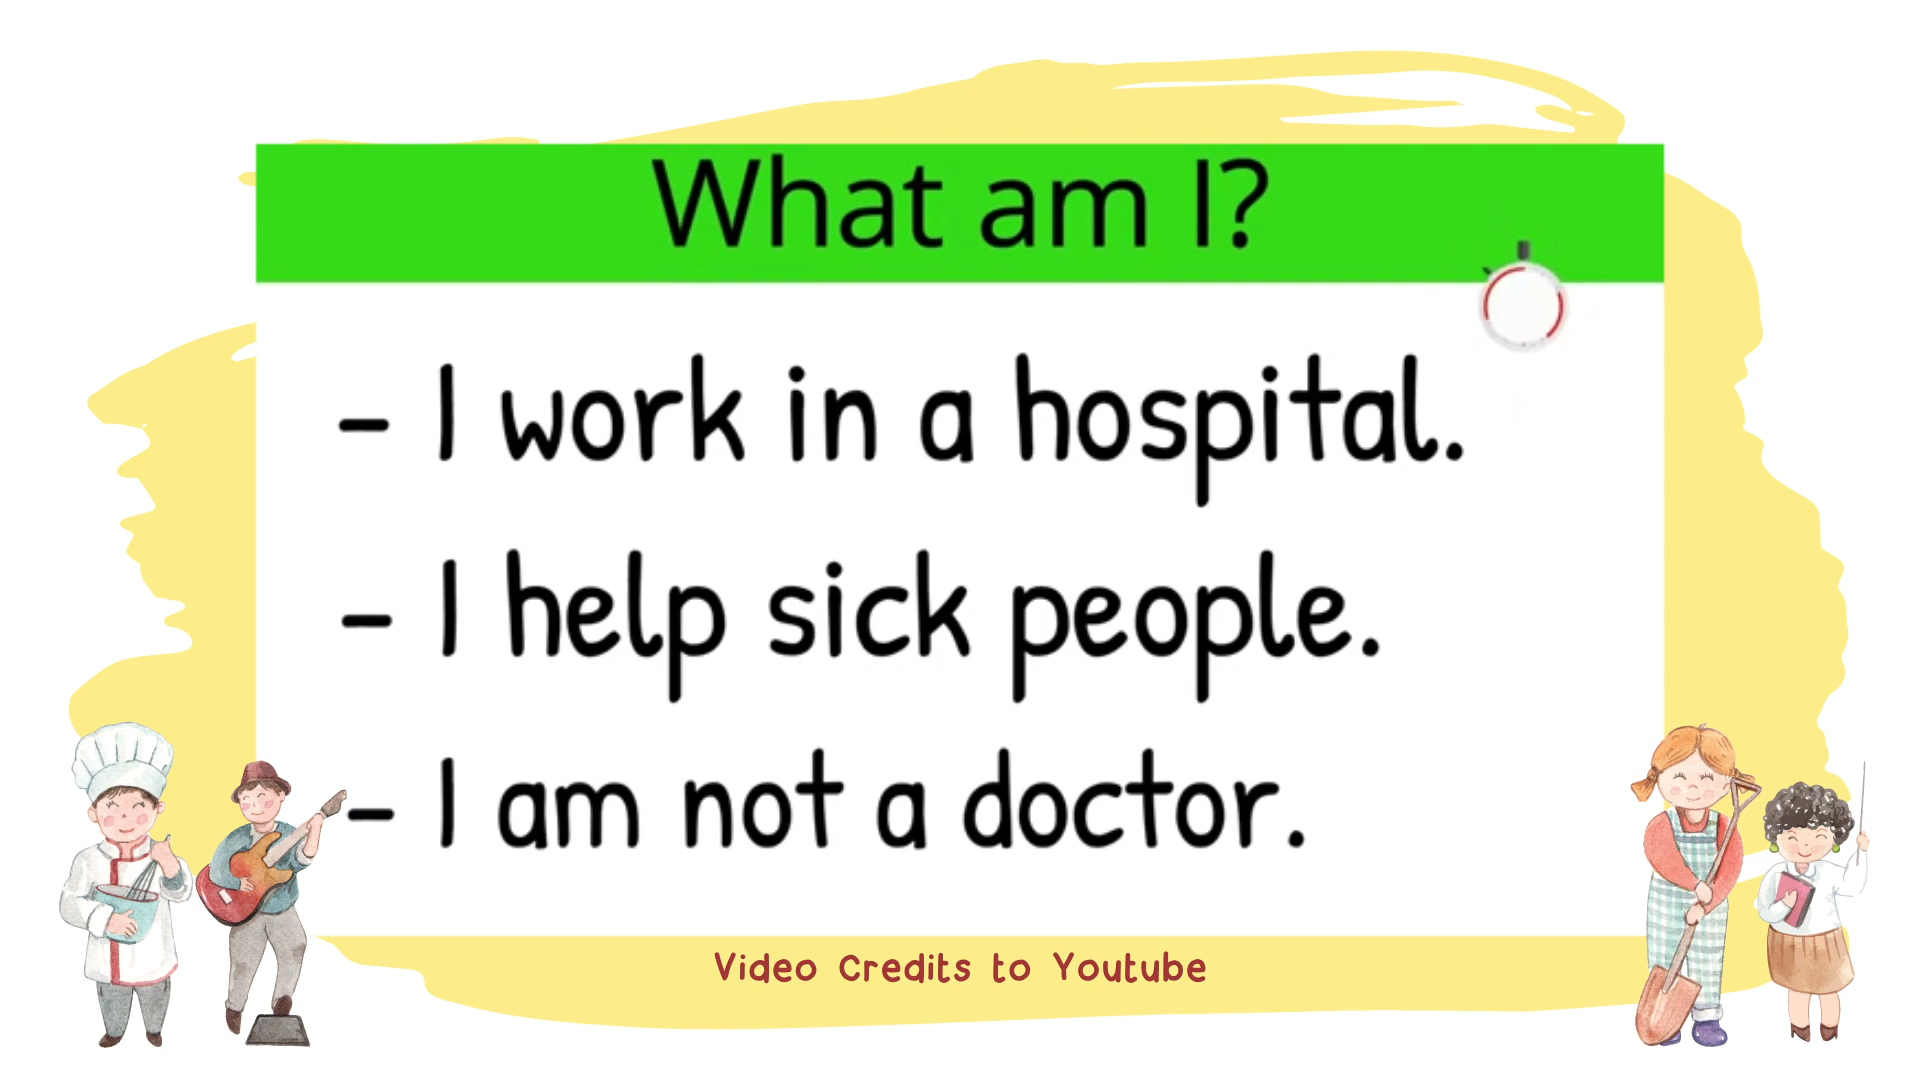 What am I?
- I work in a hospital.
- I help sick people.
- I am not a doctor.
Video Credits to Youtube